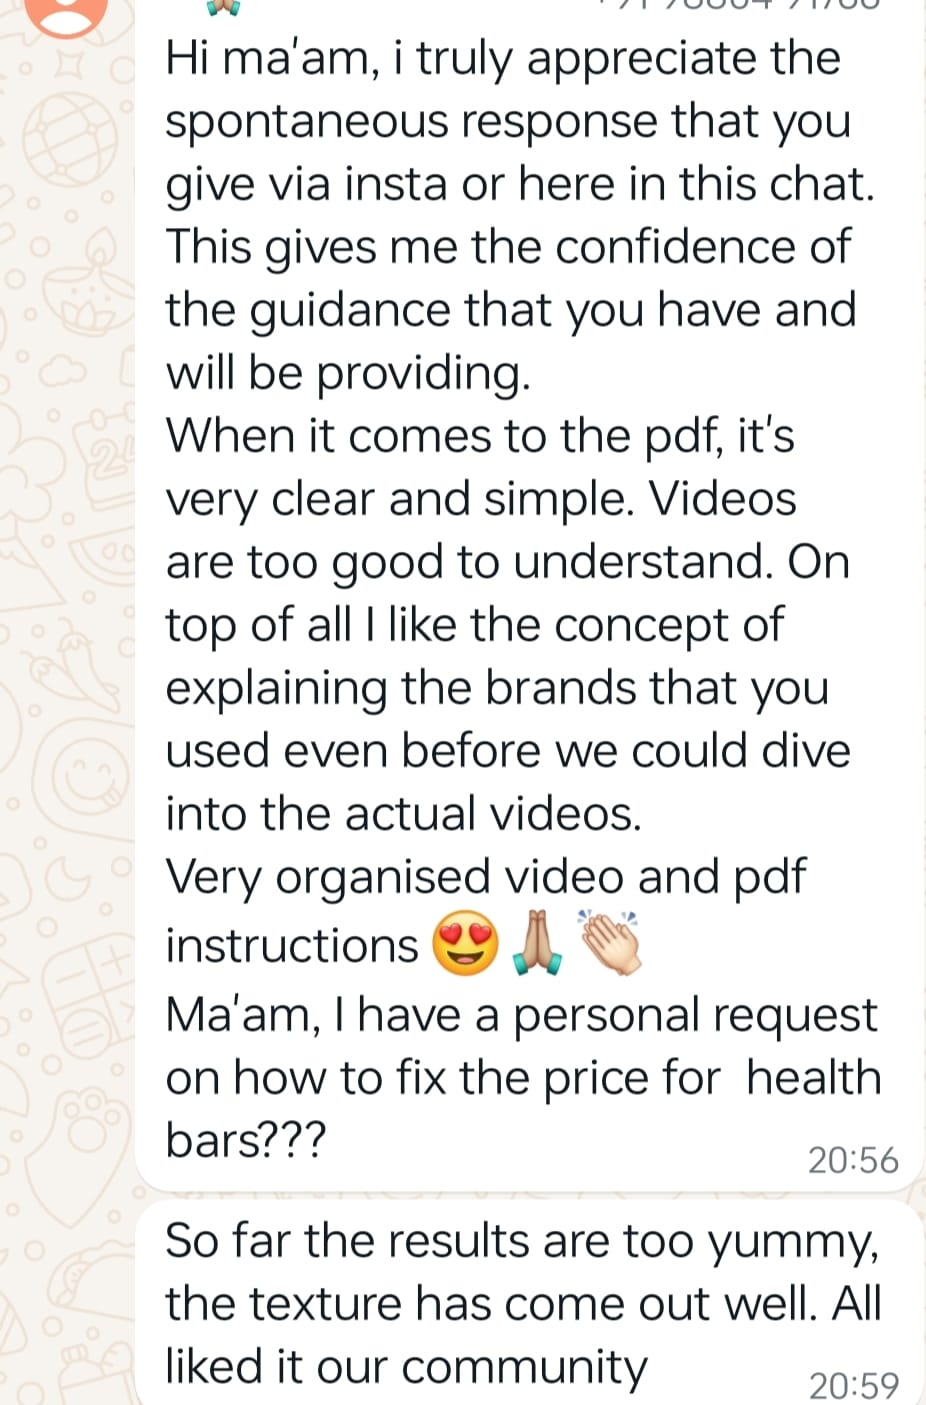 Hi ma'am, i truly appreciate the
spontaneous response that you
give via insta or here in this chat.
This gives me the confidence of
the guidance that you have and
will be providing.
When it comes to the pdf, it's
very clear and simple. Videos
are too good to understand. On
top of all I like the concept of
explaining the brands that you
used even before we could dive
into the actual videos.
Very organised video and pdf
instructions 😍🙏🏼👏🏻
Ma'am, I have a personal request
on how to fix the price for  health
bars???
20:56
So far the results are too yummy,
the texture has come out well. All
liked it our community
20:59